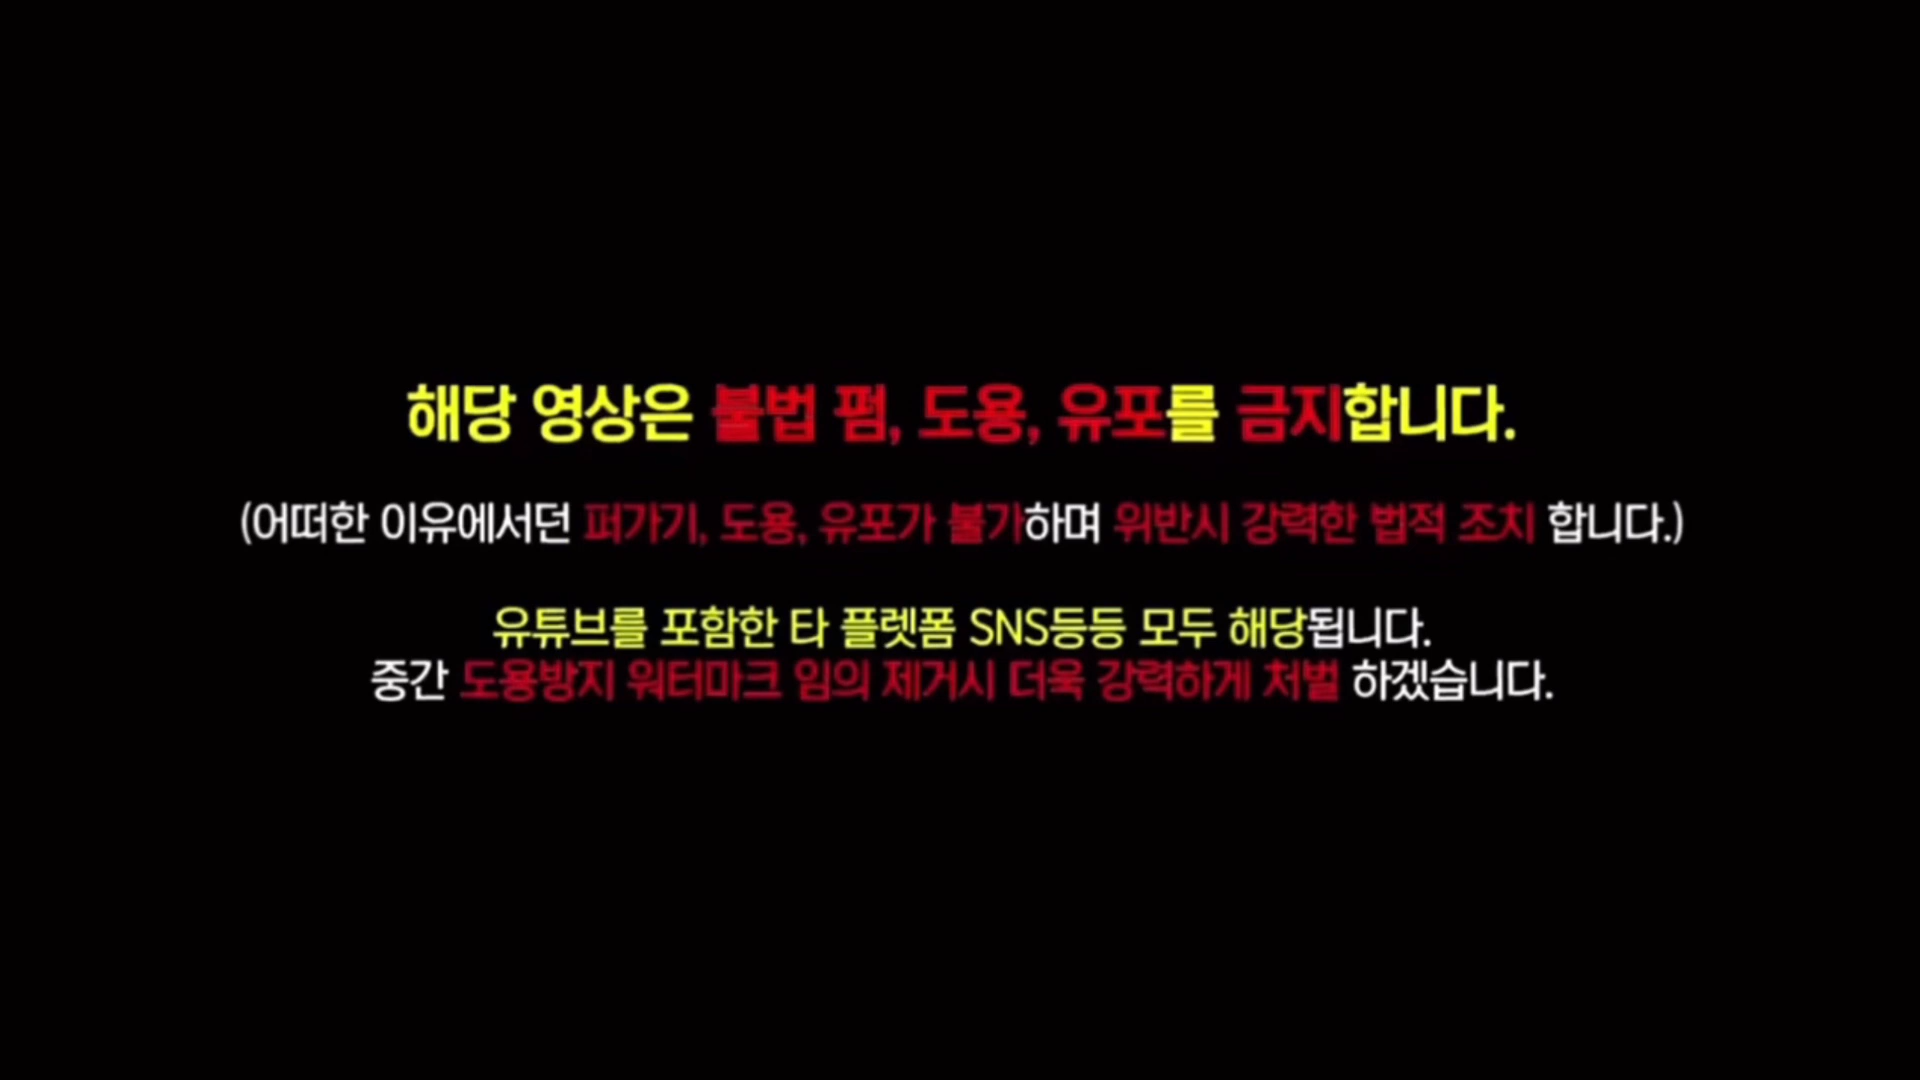 해당 영상은 불법 펌, 도용, 유포를 금지합니다.
(어떠한 이유에서던 퍼가기, 도용, 유포가 불가하며 위반시 강력한 법적 조치 합니다.)
유튜브를 포함한 타 플렛폼 SNS등등 모두 해당됩니다.
중간 도용방지 워터마크 임의 제거시 더욱 강력하게 처벌 하겠습니다.